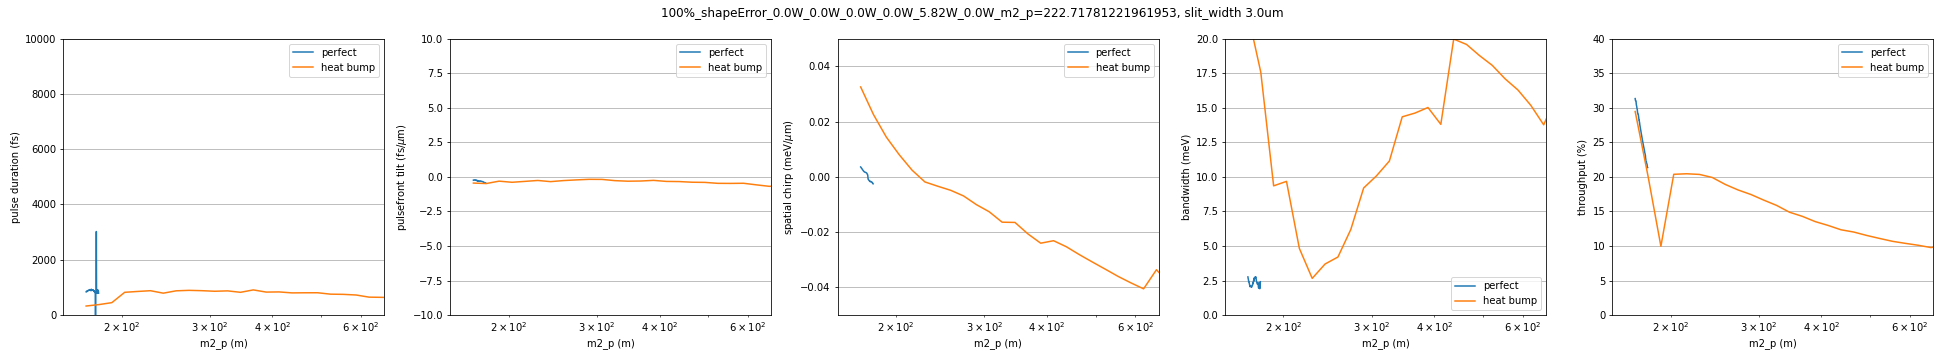 100%_shapeError_0.0W_0.0W_0.0W_0.0W_5.82W_0.0W_m2_p=222.71781221961953, slit_width 3.0um
pulse duration (fs)
10000
8000
6000
4000
2000
0
perfect
heat bump
2 × 10²
3 × 10²
4 × 10²
6 × 10²
m2_p (m)
pulsefront tilt (fs/μm)
10.0
7.5
5.0
2.5
0.0
−2.5
−5.0
−7.5
−10.0
perfect
heat bump
2 × 10²
3 × 10²
4 × 10²
6 × 10²
m2_p (m)
spatial chirp (meV/μm)
0.04
0.02
0.00
−0.02
−0.04
perfect
heat bump
2 × 10²
3 × 10²
4 × 10²
6 × 10²
m2_p (m)
bandwidth (meV)
20.0
17.5
15.0
12.5
10.0
7.5
5.0
2.5
0.0
perfect
heat bump
2 × 10²
3 × 10²
4 × 10²
6 × 10²
m2_p (m)
throughput (%)
40
35
30
25
20
15
10
5
0
perfect
heat bump
2 × 10²
3 × 10²
4 × 10²
6 × 10²
m2_p (m)